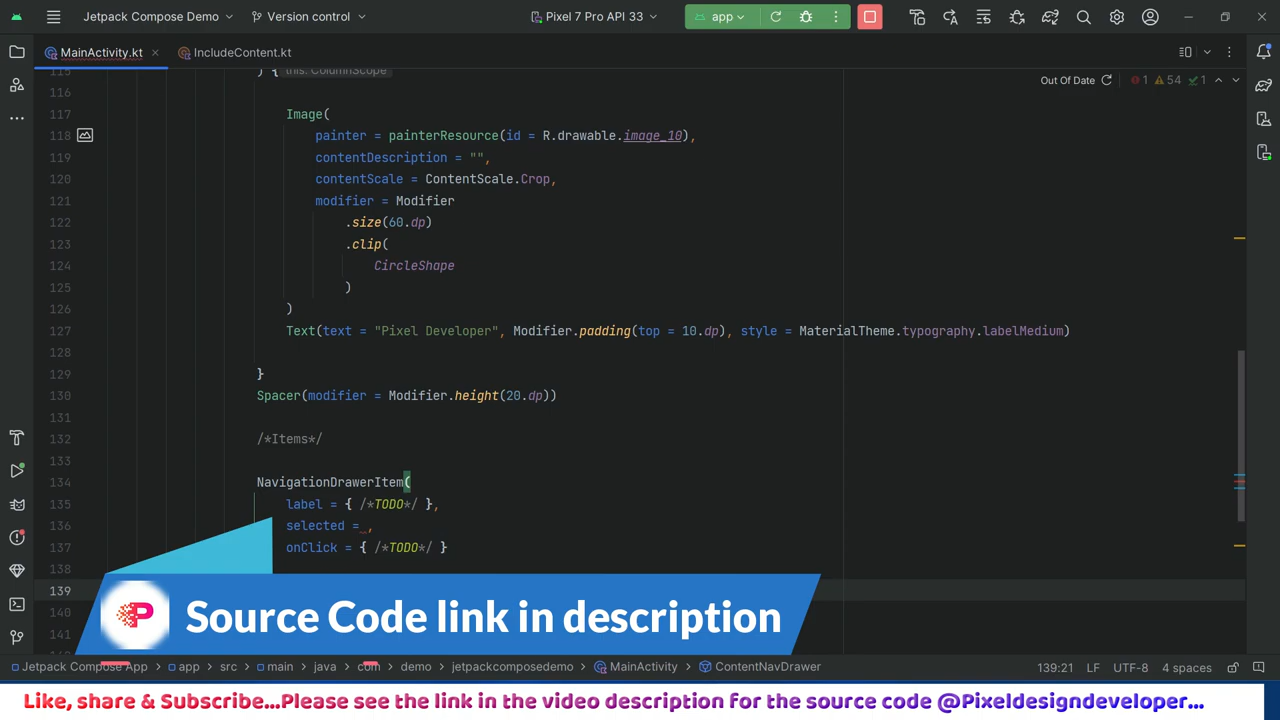 Jetpack Compose Demo
Version control
Pixel 7 Pro API 33
app
MainActivity.kt
IncludeContent.kt
Out Of Date
1 54 1
115 ) { this: ColumnScope
116
117 Image(
118 painter = painterResource(id = R.drawable.image_10),
119 contentDescription = "",
120 contentScale = ContentScale.Crop,
121 modifier = Modifier
122 .size(60.dp)
123 .clip(
124 CircleShape
125 )
126 )
127 Text(text = "Pixel Developer", Modifier.padding(top = 10.dp), style = MaterialTheme.typography.labelMedium)
128
129 }
130 Spacer(modifier = Modifier.height(20.dp))
131
132 /*Items*/
133
134 NavigationDrawerItem(
135 label = { /*TODO*/ },
136 selected = ,
137 onClick = { /*TODO*/ }
138
139
140
141
P
Source Code link in description
Jetpack Compose App
app
src
main
java
com
demo
jetpackcomposedemo
MainActivity
ContentNavDrawer
139:21
LF
UTF-8
4 spaces
Like, share & Subscribe...Please see the link in the video description for the source code @Pixeldesigndeveloper...